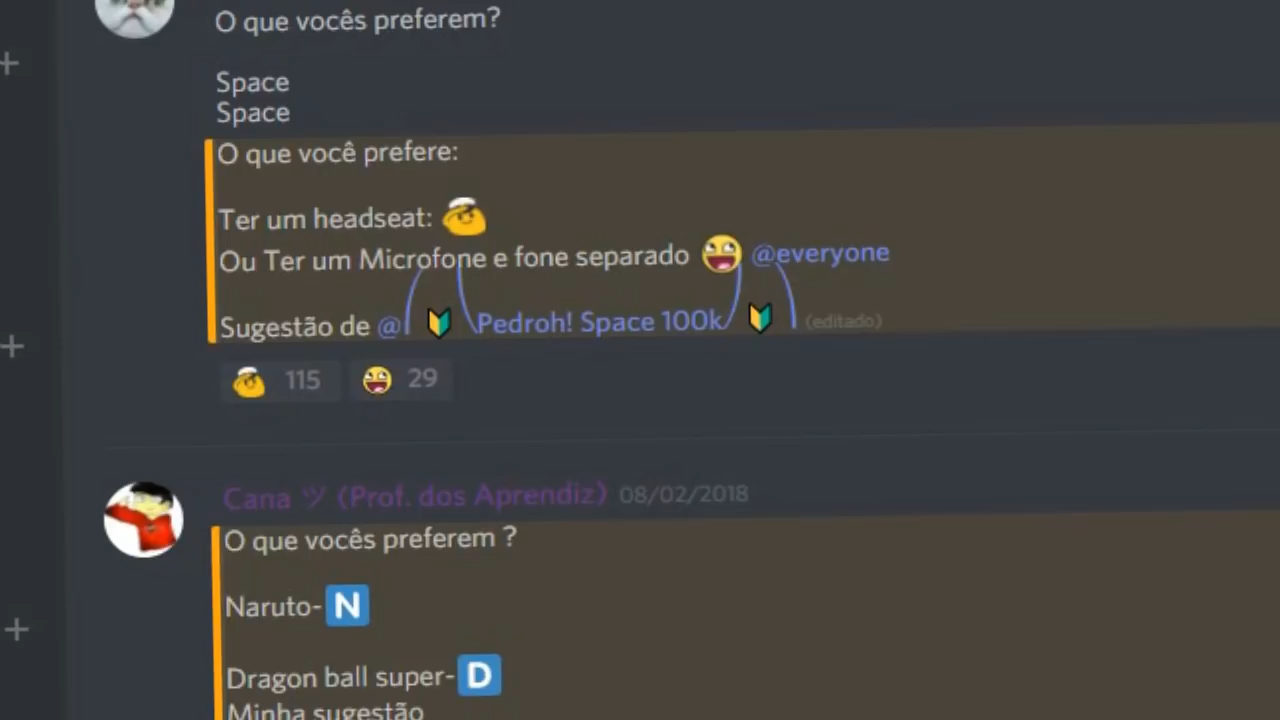 O que vocês preferem?
Space
Space
O que você prefere:
Ter um headseat:
Ou Ter um Microfone e fone separado @everyone
Sugestão de @⎛ ⎝Pedroh! Space 100k⎠ ⎞ (editado)
115 29
Cana ツ (Prof. dos Aprendiz) 08/02/2018
O que vocês preferem ?
Naruto- N
Dragon ball super- D
Minha sugestão